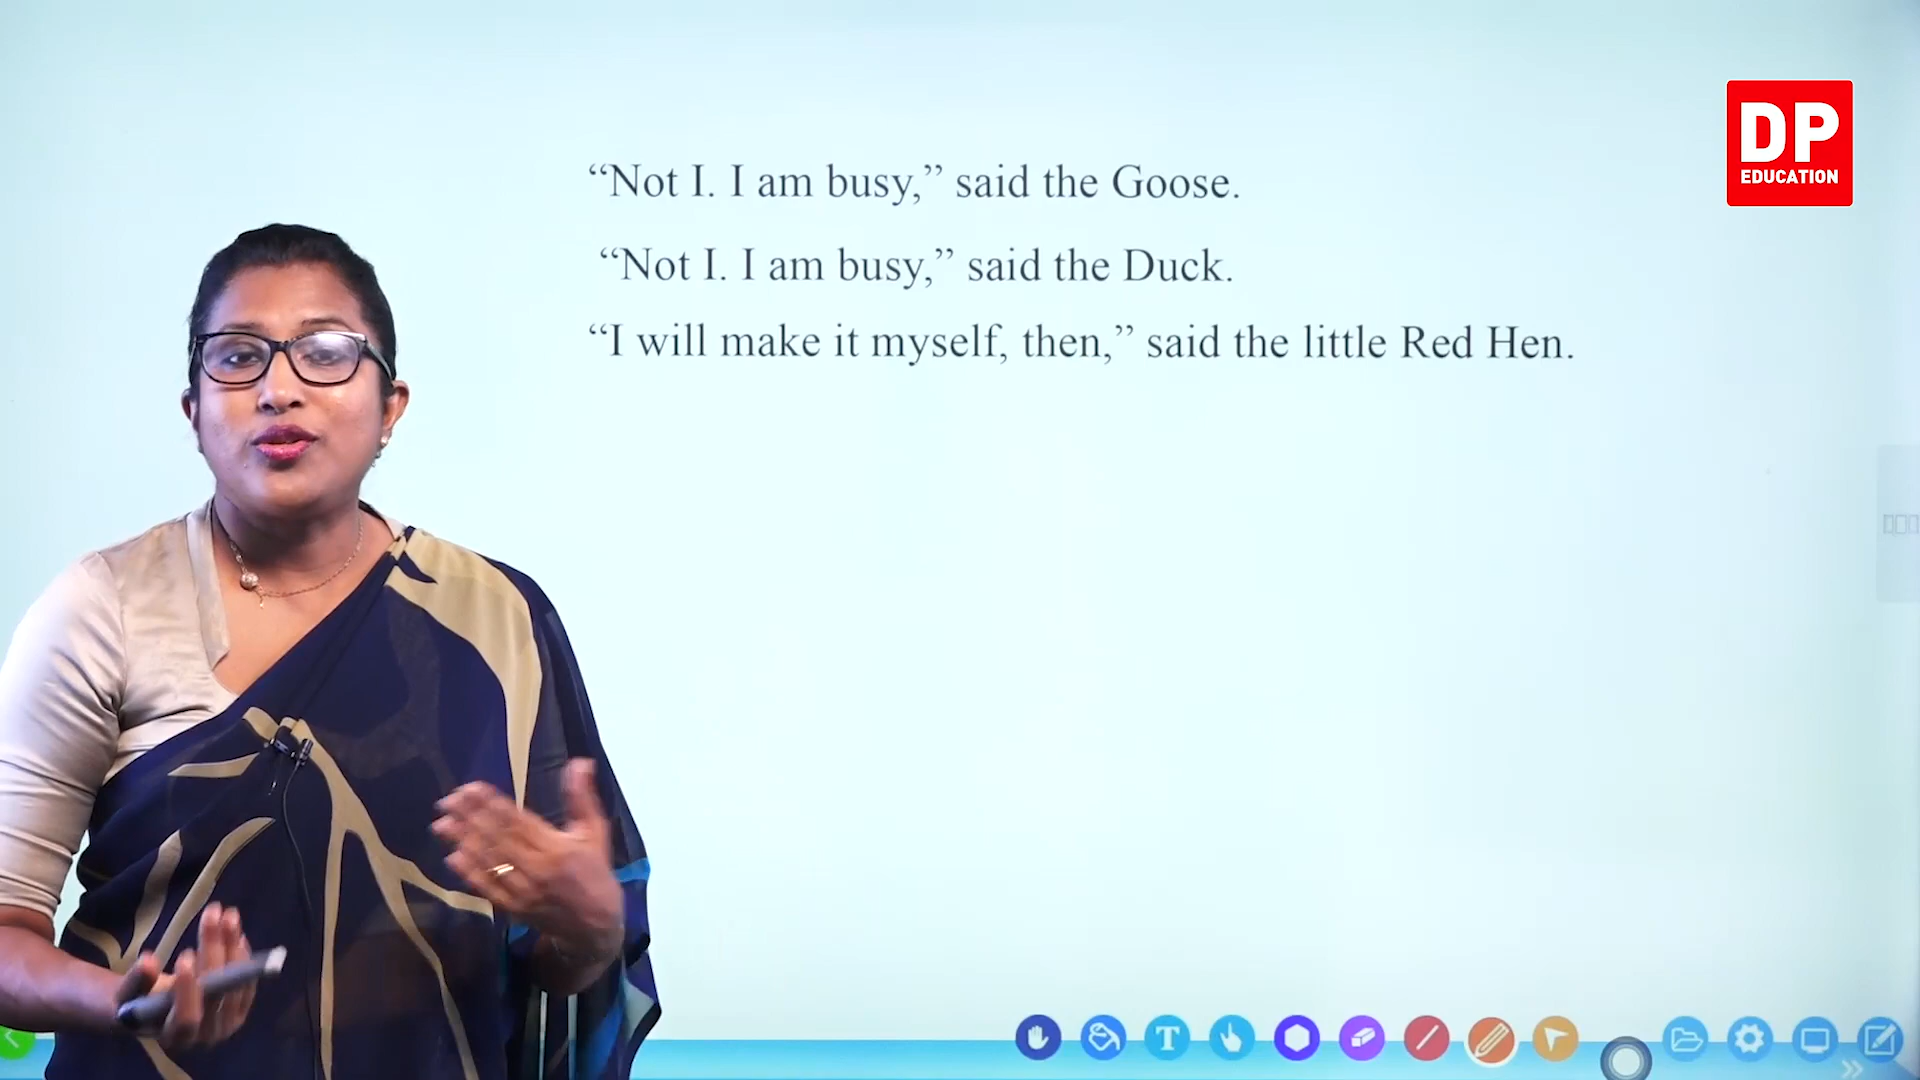 DP
EDUCATION
“Not I. I am busy,” said the Goose.
“Not I. I am busy,” said the Duck.
“I will make it myself, then,” said the little Red Hen.
T